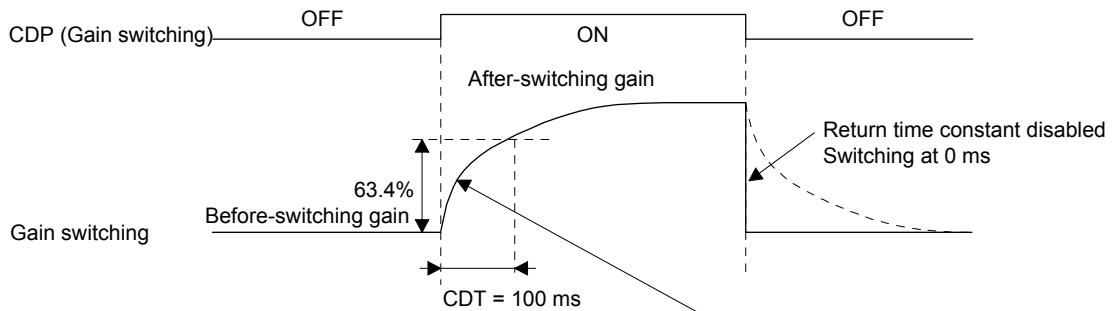 OFF
OFF
CDP (Gain switching)
ON
After-switching gain
Return time constant disabled
Switching at 0 ms
63.4%
Before-switching gain
Gain switching
CDT = 100 ms